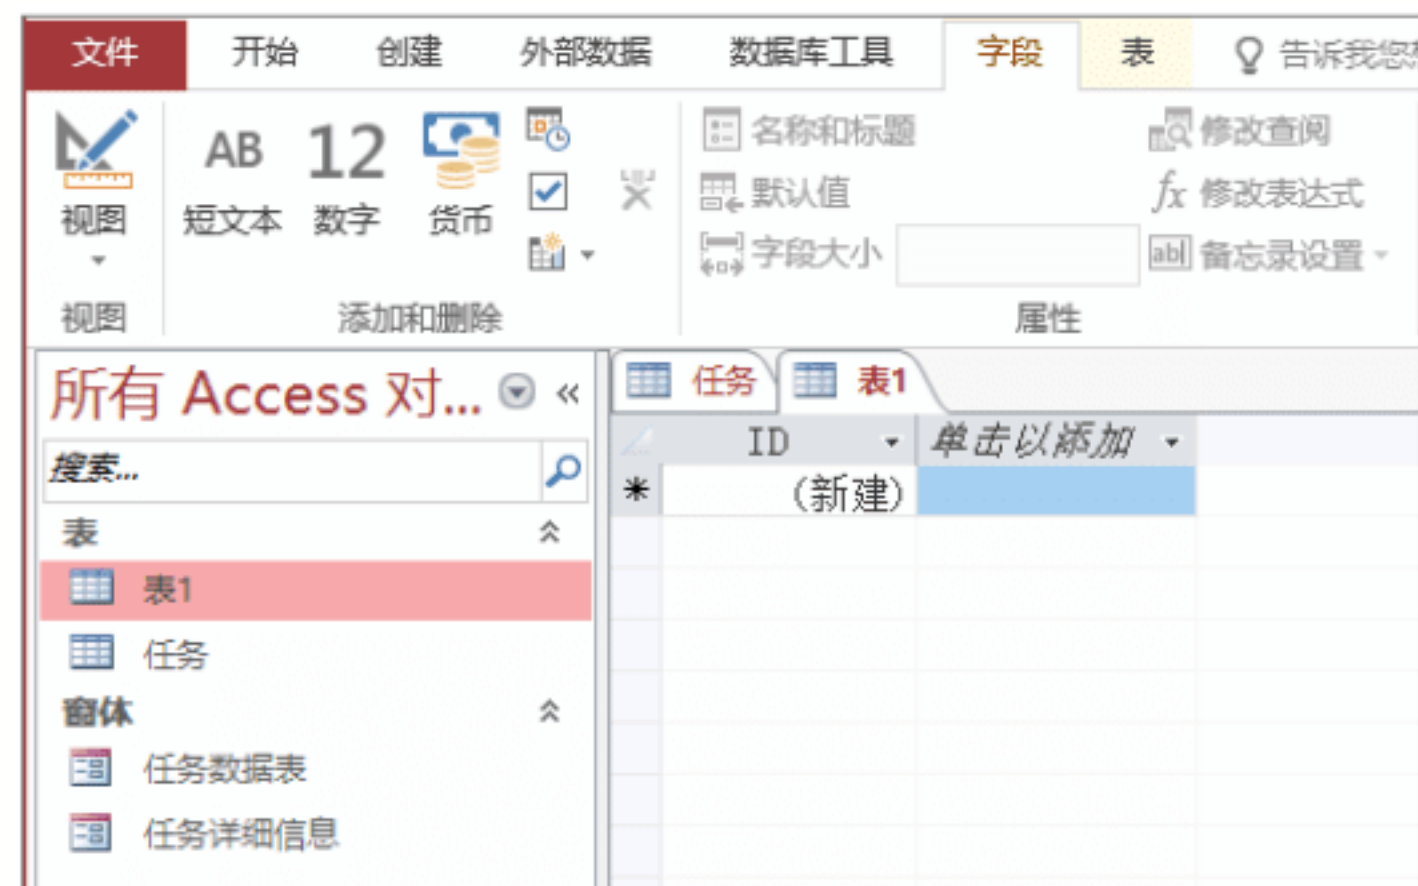 文件 开始 创建 外部数据 数据库工具 字段 表 告诉我您
视图 AB 短文本 12 数字 货币
名称和标题 修改查阅
默认值 fx 修改表达式
字段大小 ab 备忘录设置
视图 添加和删除 属性
所有 Access 对... «
搜索...
表
表1
任务
窗体
任务数据表
任务详细信息
任务 表1
ID 单击以添加
* (新建)